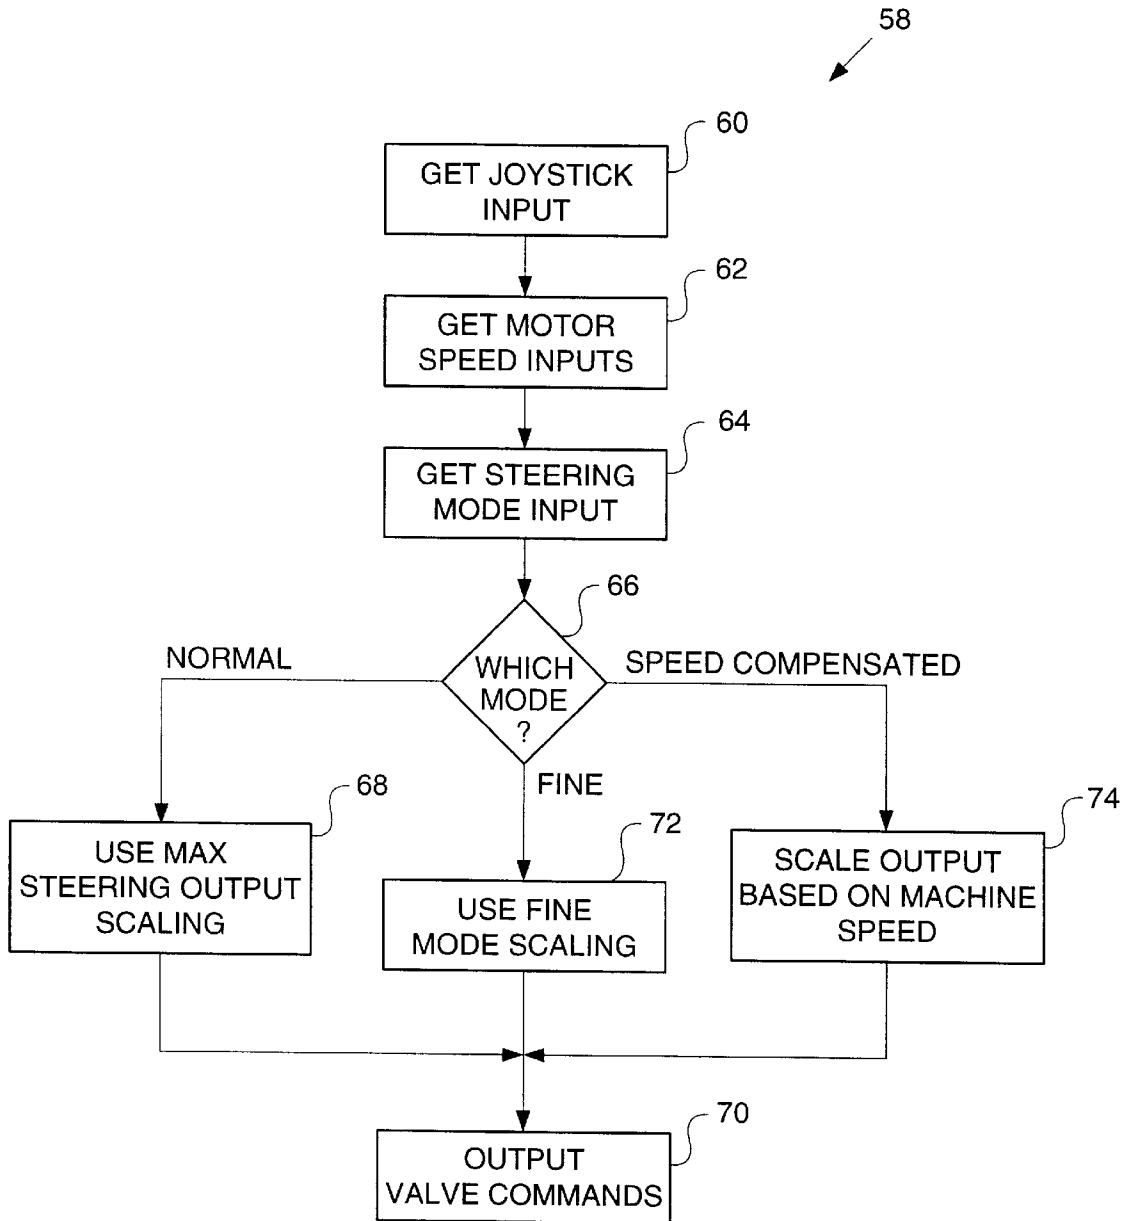 58
60
GET JOYSTICK
INPUT
62
GET MOTOR
SPEED INPUTS
64
GET STEERING
MODE INPUT
66
NORMAL
WHICH
MODE
?
SPEED COMPENSATED
FINE
68
USE MAX
STEERING OUTPUT
SCALING
72
USE FINE
MODE SCALING
74
SCALE OUTPUT
BASED ON MACHINE
SPEED
70
OUTPUT
VALVE COMMANDS